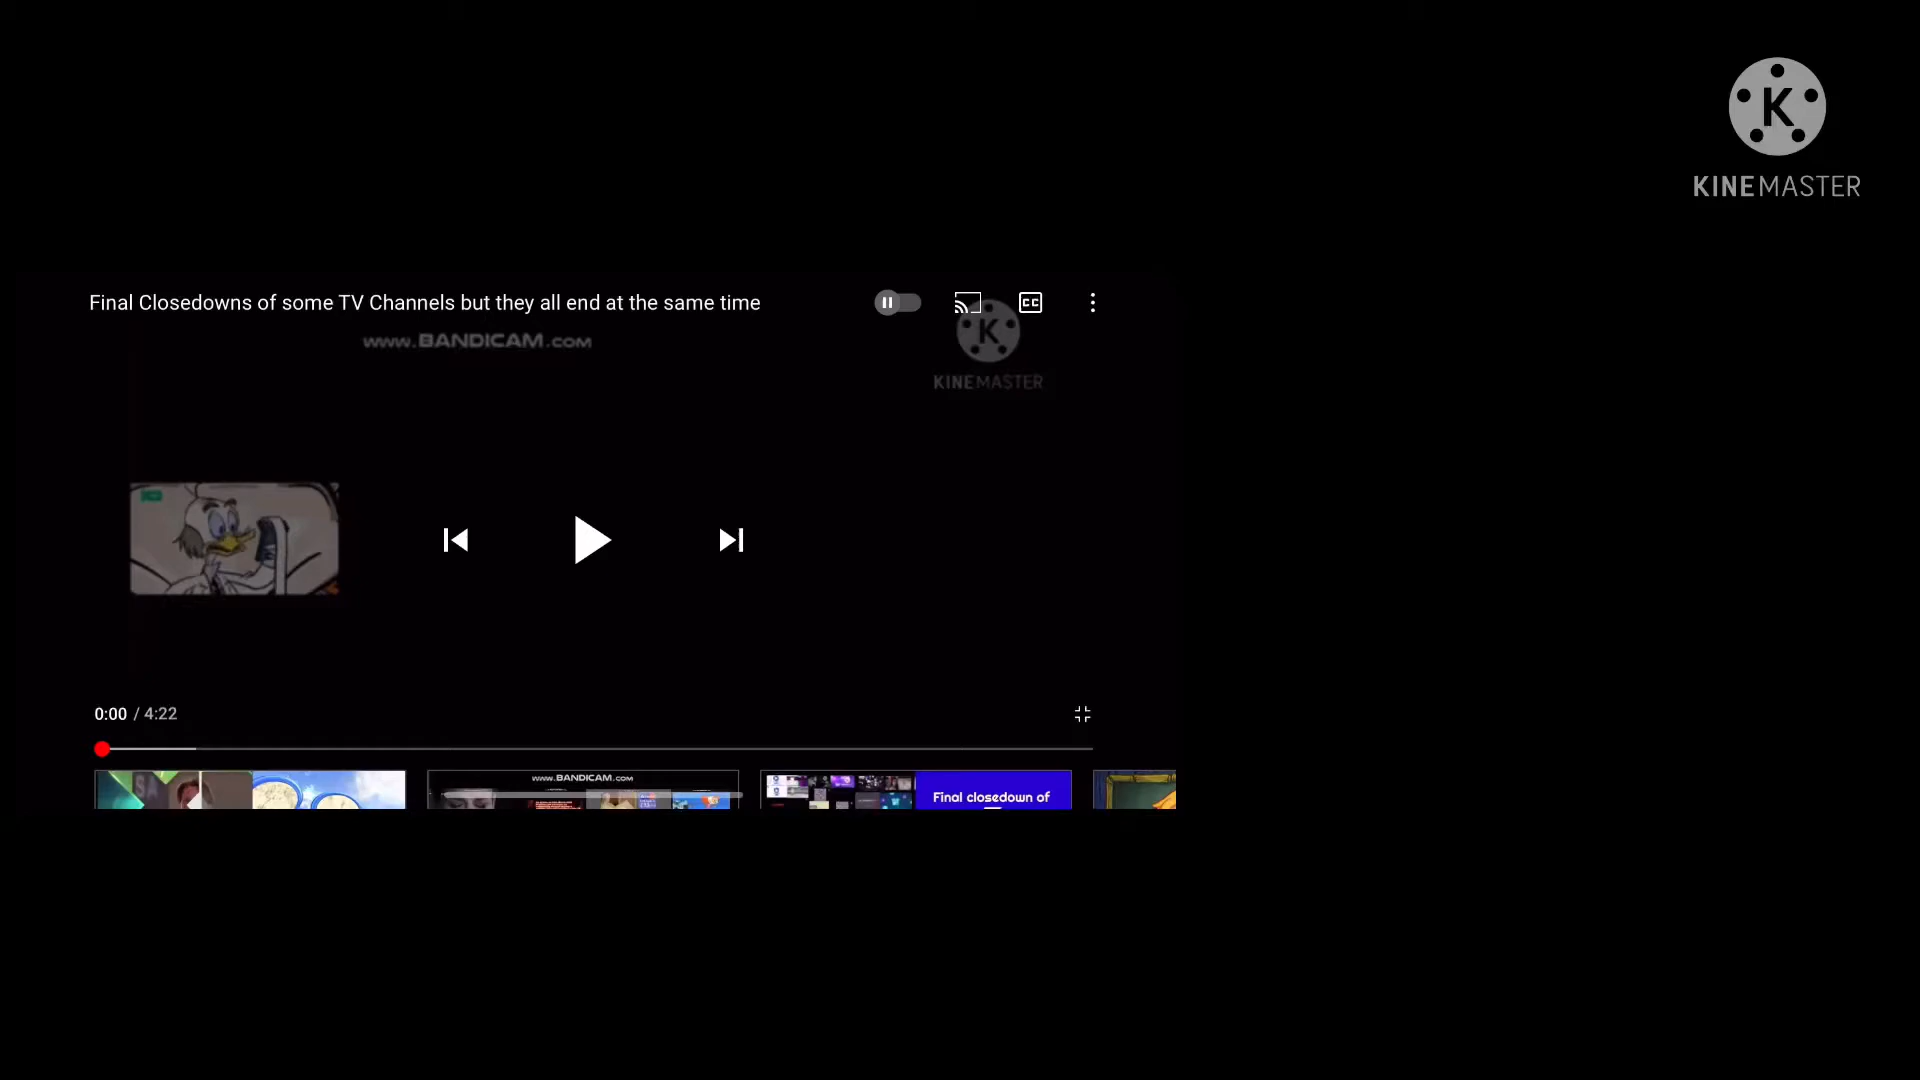 K
KINEMASTER
Final Closedowns of some TV Channels but they all end at the same time
CC
www.BANDICAM.com
K
KINEMASTER
0:00 / 4:22
www.BANDICAM.com
Final closedown of